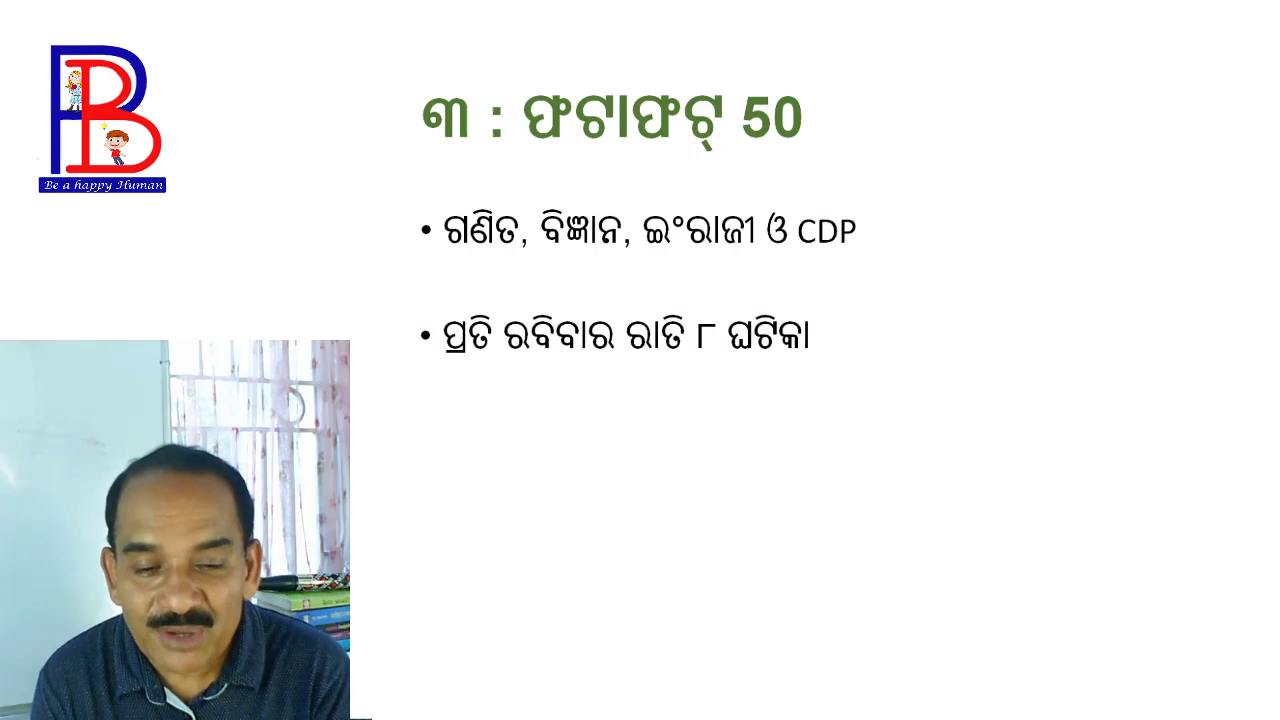 Be a happy Human
୩ : ଫଟାଫଟ୍ 50
• ଗଣିତ, ବିଜ୍ଞାନ, ଇଂରାଜୀ ଓ CDP
• ପ୍ରତି ରବିବାର ରାତି ୮ ଘଟିକା